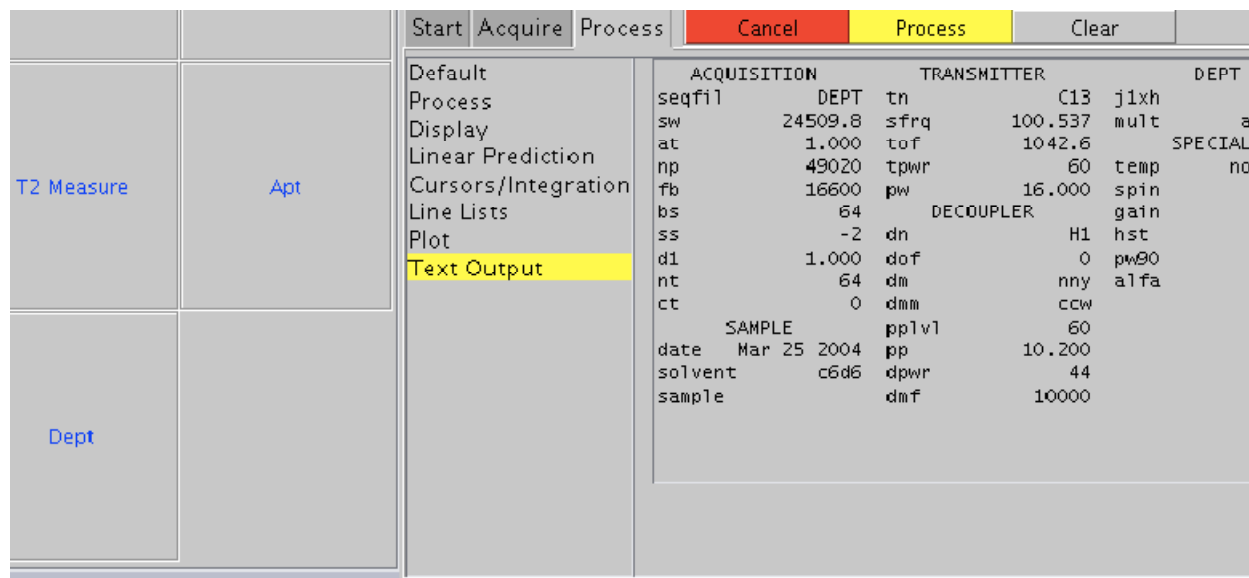 Start Acquire Process Cancel Process Clear
T2 Measure Apt
Dept
Default
Process
Display
Linear Prediction
Cursors/Integration
Line Lists
Plot
Text Output
ACQUISITION TRANSMITTER DEPT
seqfil DEPT tn C13 j1xh
sw 24509.8 sfrq 100.537 mult
at 1.000 tof 1042.6 SPECIAL
np 49020 tpwr 60 temp
fb 16600 pw 16.000 spin
bs 64 DECOUPLER gain
ss -2 dn H1 hst
d1 1.000 dof 0 pw90
nt 64 dm nny alfa
ct 0 dmm ccw
SAMPLE pplvl 60
date Mar 25 2004 pp 10.200
solvent c6d6 dpwr 44
sample dmf 10000